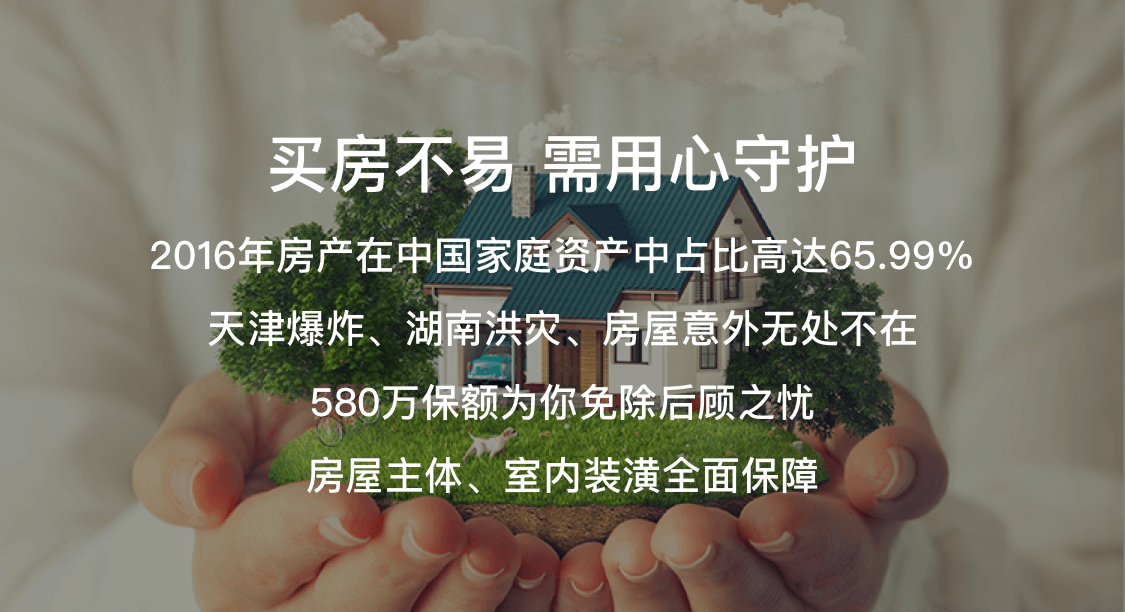 买房不易 需用心守护
2016年房产在中国家庭资产中占比高达65.99%
天津爆炸、湖南洪灾、房屋意外无处不在
580万保额为你免除后顾之忧
房屋主体、室内装潢全面保障